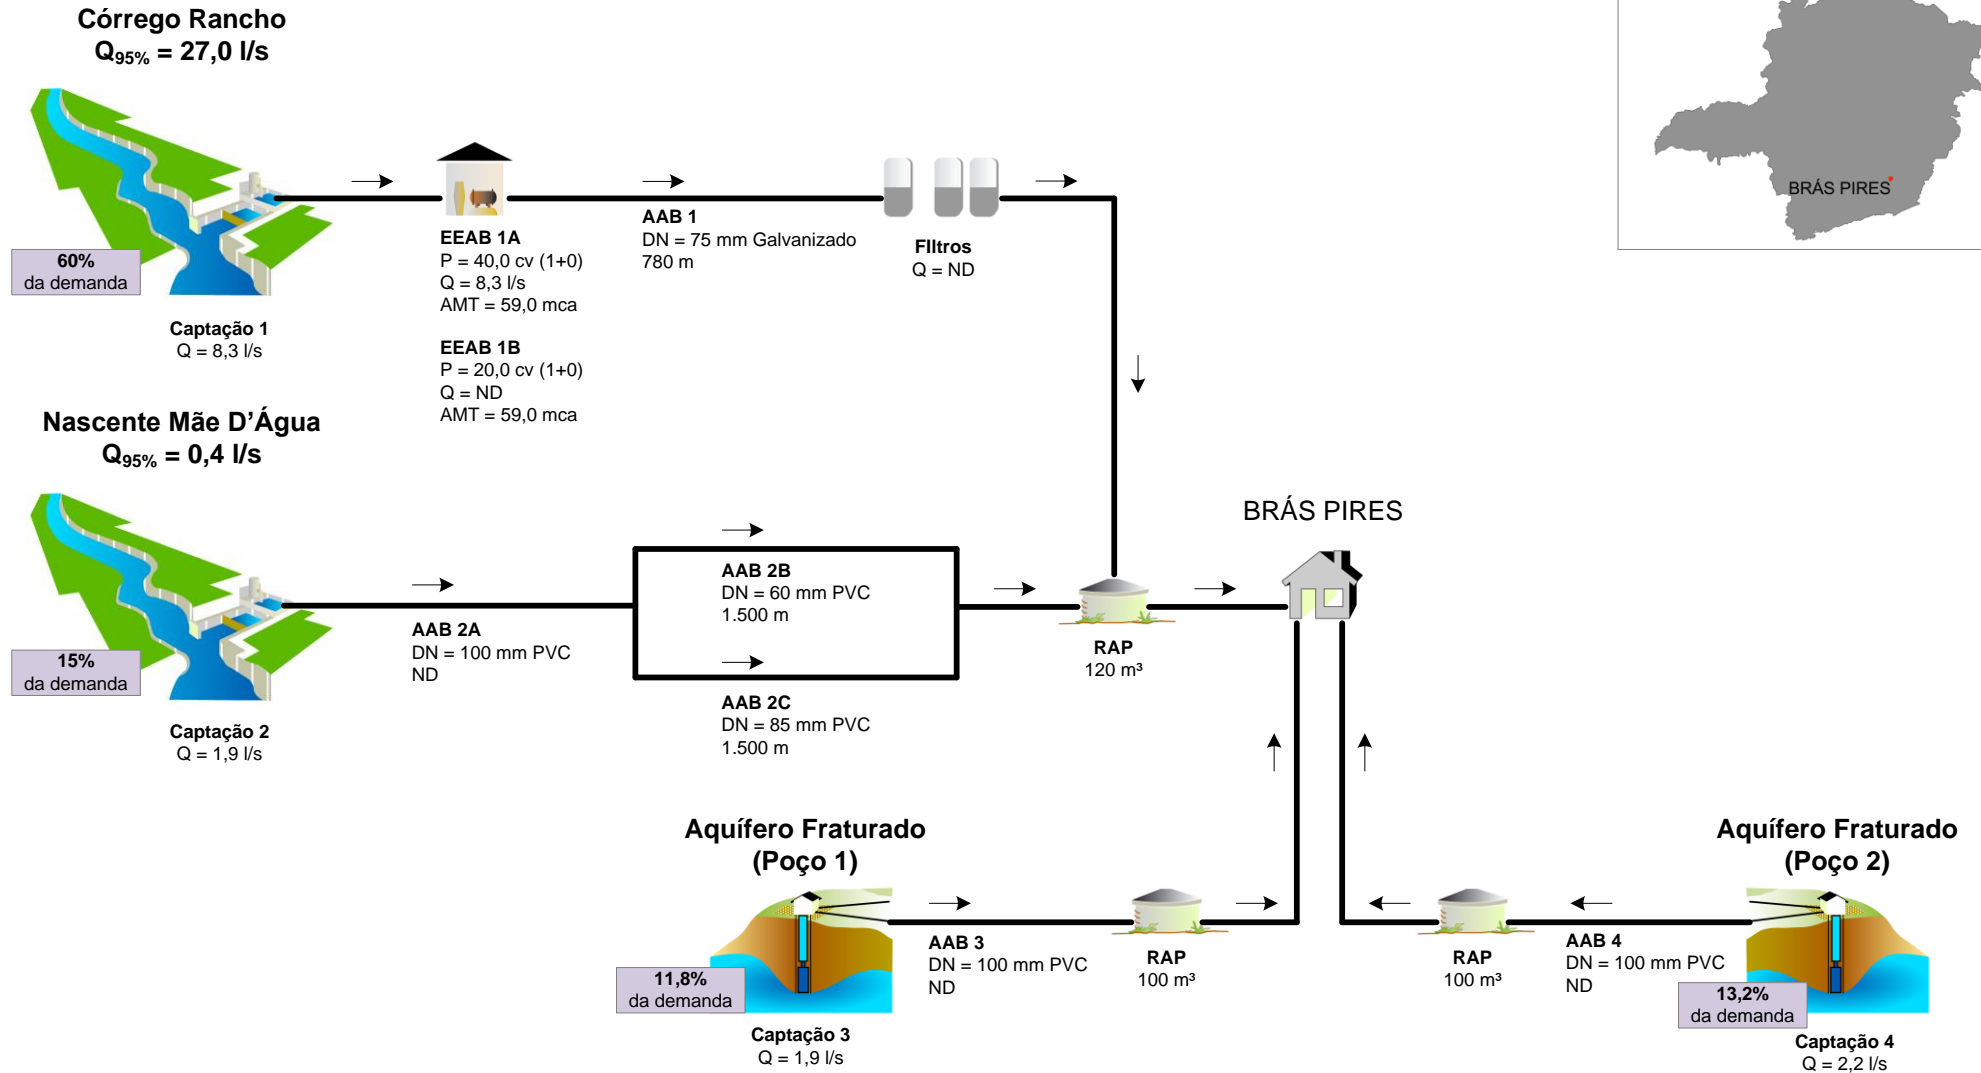 Córrego Rancho
Q95% = 27,0 l/s
60%
da demanda
Captação 1
Q = 8,3 l/s
EEAB 1A
P = 40,0 cv (1+0)
Q = 8,3 l/s
AMT = 59,0 mca
EEAB 1B
P = 20,0 cv (1+0)
Q = ND
AMT = 59,0 mca
AAB 1
DN = 75 mm Galvanizado
780 m
FIltros
Q = ND
BRÁS PIRES
Nascente Mãe D'Água
Q95% = 0,4 l/s
15%
da demanda
Captação 2
Q = 1,9 l/s
AAB 2A
DN = 100 mm PVC
ND
AAB 2B
DN = 60 mm PVC
1.500 m
AAB 2C
DN = 85 mm PVC
1.500 m
RAP
120 m³
BRÁS PIRES
Aquífero Fraturado
(Poço 1)
11,8%
da demanda
Captação 3
Q = 1,9 l/s
AAB 3
DN = 100 mm PVC
ND
RAP
100 m³
RAP
100 m³
AAB 4
DN = 100 mm PVC
ND
Aquífero Fraturado
(Poço 2)
13,2%
da demanda
Captação 4
Q = 2,2 l/s